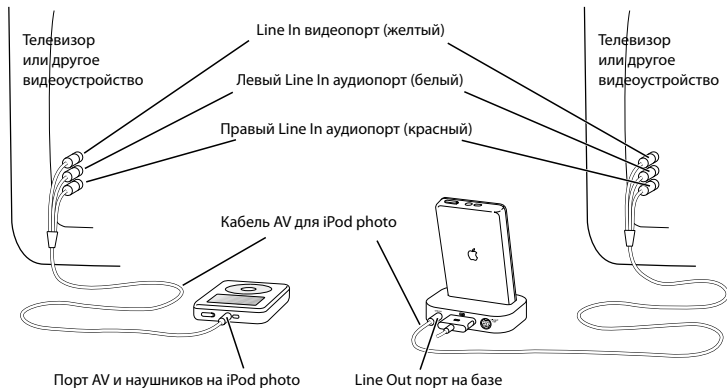 Телевизор
или другое
видеоустройство
Line In видеопорт (желтый)
Левый Line In аудиопорт (белый)
Правый Line In аудиопорт (красный)
Телевизор
или другое
видеоустройство
Кабель AV для iPod photo
Порт AV и наушников на iPod photo
Line Out порт на базе